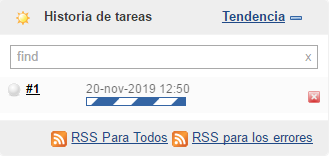 Historia de tareas Tendencia
find x
#1 20-nov-2019 12:50
RSS Para Todos RSS para los errores